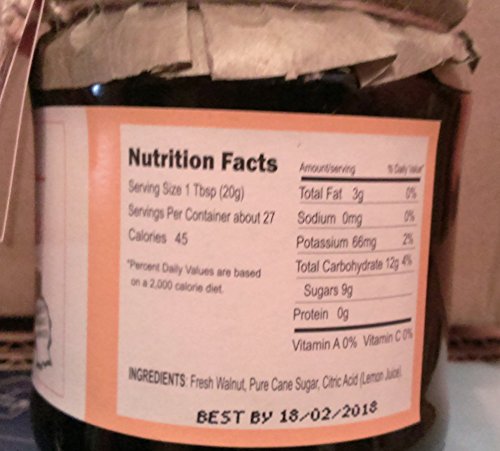 Nutrition Facts
Serving Size 1 Tbsp (20g)
Servings Per Container about 27
Calories 45
*Percent Daily Values are based
on a 2,000 calorie diet.
Amount/serving % Daily Value*
Total Fat 3g 0%
Sodium 0mg 0%
Potassium 66mg 2%
Total Carbohydrate 12g 4%
Sugars 9g
Protein 0g
Vitamin A 0% Vitamin C 0%
INGREDIENTS: Fresh Walnut, Pure Cane Sugar, Citric Acid (Lemon Juice).
BEST BY 18/02/2018